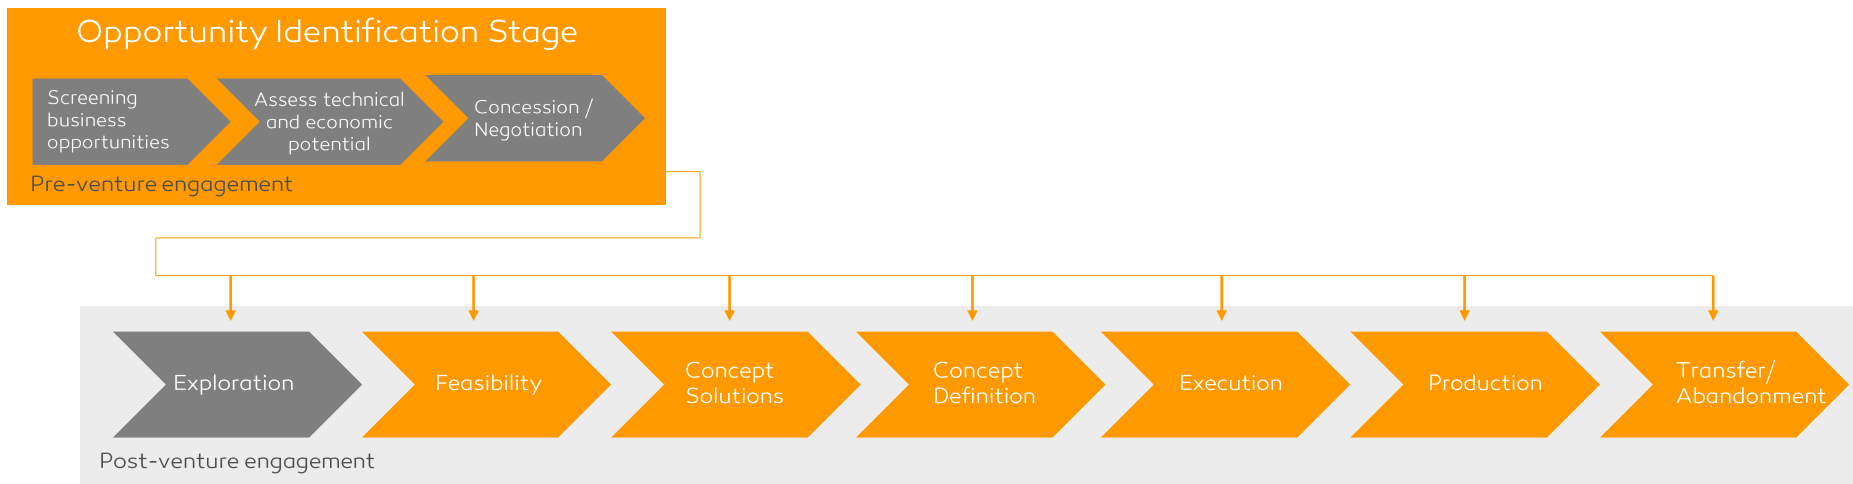 Opportunity Identification Stage
Screening
business
opportunities
Assess technical
and economic
potential
Concession /
Negotiation
Pre-venture engagement
Exploration
Feasibility
Concept
Solutions
Concept
Definition
Execution
Production
Transfer/
Abandonment
Post-venture engagement